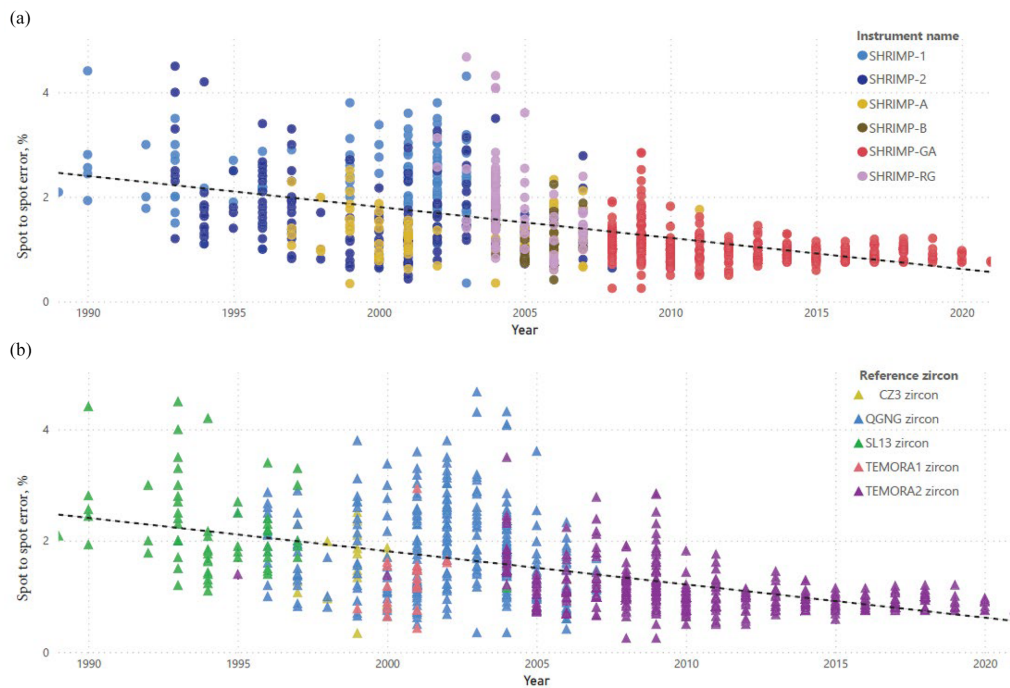 (a)
Instrument name
SHRIMP-1
SHRIMP-2
SHRIMP-A
SHRIMP-B
SHRIMP-GA
SHRIMP-RG
Spot to spot error, %
4
2
0
1990 1995 2000 2005 2010 2015 2020
Year
(b)
Reference zircon
CZ3 zircon
QGNG zircon
SL13 zircon
TEMORA1 zircon
TEMORA2 zircon
Spot to spot error, %
4
2
0
1990 1995 2000 2005 2010 2015 2020
Year